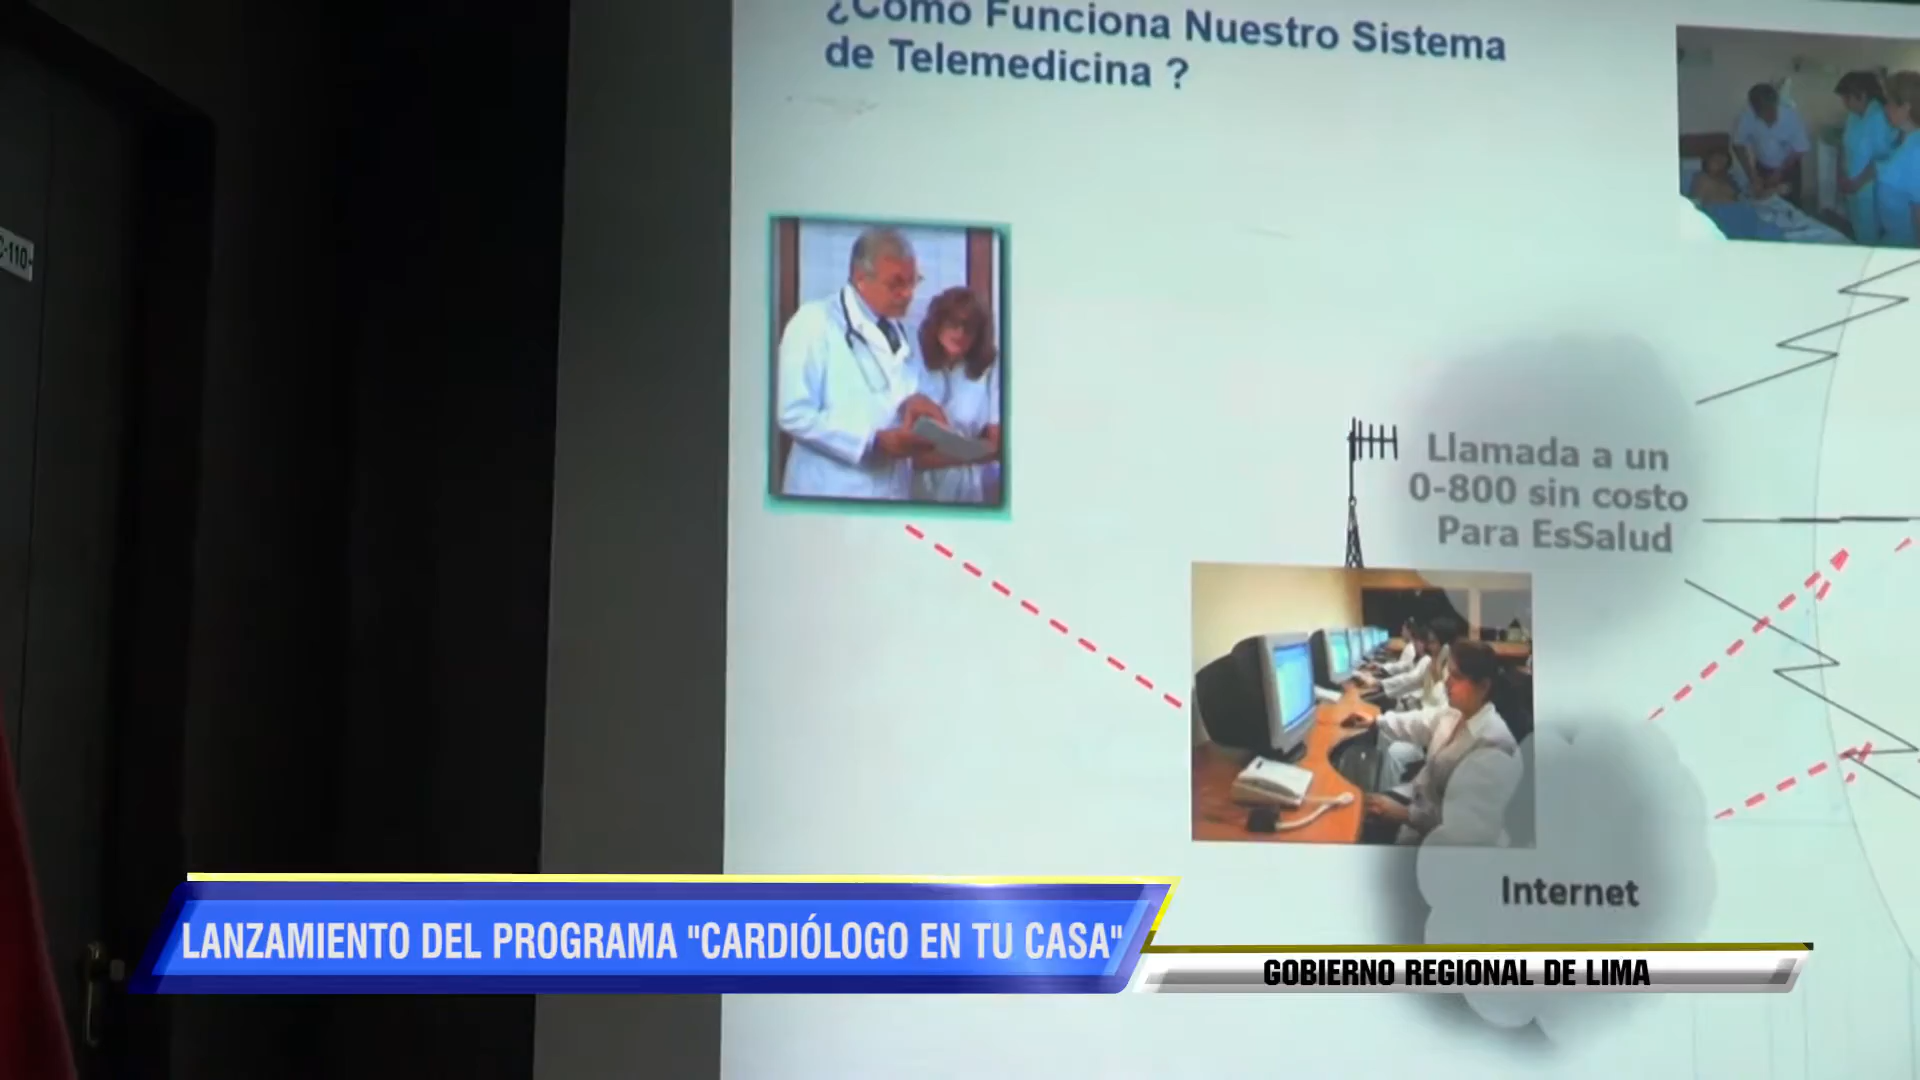 ¿Como Funciona Nuestro Sistema
de Telemedicina ?
-110-
Llamada a un
0-800 sin costo
Para EsSalud
Internet
LANZAMIENTO DEL PROGRAMA "CARDIÓLOGO EN TU CASA"
GOBIERNO REGIONAL DE LIMA